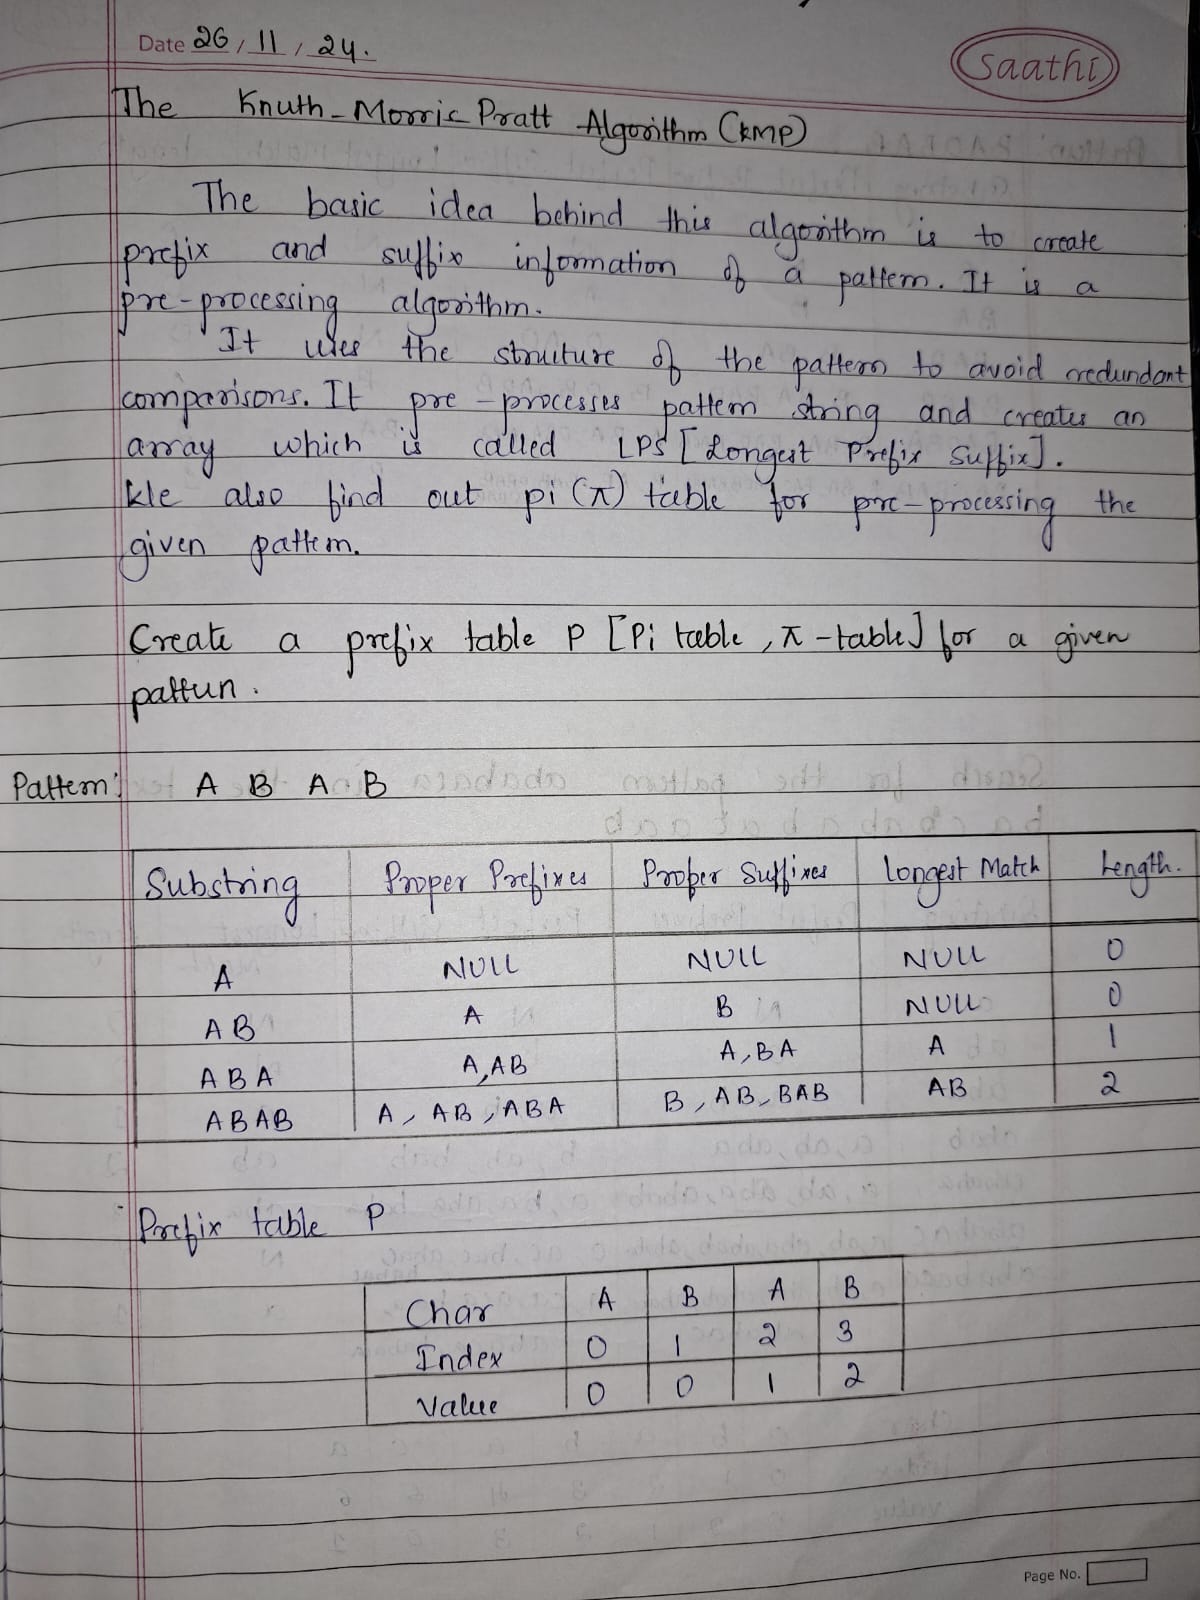 Date 26/11/24.
Saathi
The Knuth-Morris Pratt Algorithm (KMP)
The basic idea behind this algorithm is to create
prefix and suffix information of a pattern. It is a
pre-processing algorithm.
It uses the structure of the pattern to avoid redundant
comparisons. It pre-processes pattern string and creates an
array which is called LPS [Longest Prefix Suffix].
We also find out pi (π) table for pre-processing the
given pattern.
Create a prefix table P [Pi table, π-table] for a given
pattern.
Pattern: A B A B
Substring Proper Prefixes Proper Suffixes Longest Match Length.
A NULL NULL NULL 0
AB A B NULL 0
ABA A,AB A,BA A 1
ABAB A, AB, ABA B, AB, BAB AB 2
Prefix table P
Char A B A B
Index 0 1 2 3
Value 0 0 1 2
Page No.